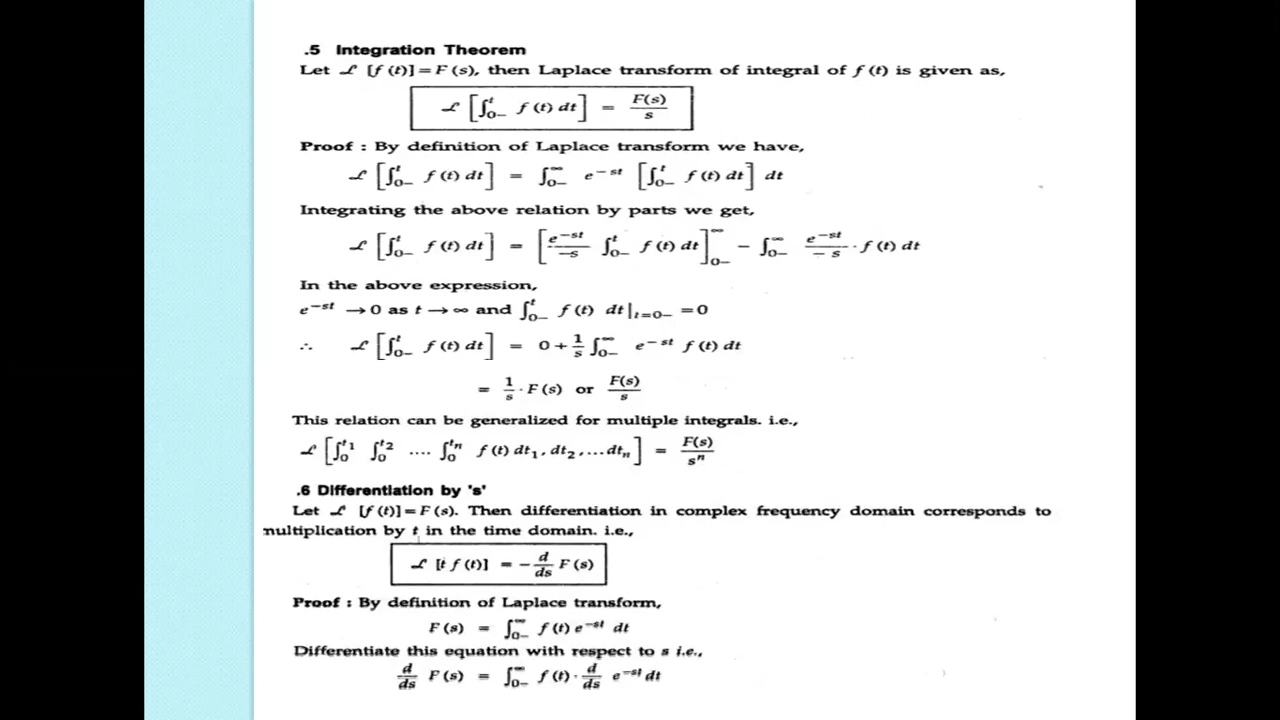 .5 Integration Theorem
Let ℒ [f (t)] = F (s), then Laplace transform of integral of f (t) is given as,
ℒ [∫₀₋ᵗ f (t) dt] = F(s)/s
Proof : By definition of Laplace transform we have,
ℒ [∫₀₋ᵗ f (t) dt] = ∫₀₋^∞ e^−st [∫₀₋ᵗ f (t) dt] dt
Integrating the above relation by parts we get,
ℒ [∫₀₋ᵗ f (t) dt] = [e^−st/−s ∫₀₋ᵗ f (t) dt]₀₋^∞ − ∫₀₋^∞ e^−st/−s · f (t) dt
In the above expression,
e^−st → 0 as t → ∞ and ∫₀₋ᵗ f (t) dt|ₜ₌₀₋ = 0
∴ ℒ [∫₀₋ᵗ f (t) dt] = 0 + 1/s ∫₀₋^∞ e^−st f (t) dt
= 1/s · F (s) or F(s)/s
This relation can be generalized for multiple integrals. i.e.,
ℒ [∫₀^t1 ∫₀^t2 .... ∫₀^tn f (t) dt₁, dt₂, ... dtₙ] = F(s)/sⁿ
.6 Differentiation by 's'
Let ℒ [f (t)] = F (s). Then differentiation in complex frequency domain corresponds to
multiplication by t in the time domain. i.e.,
ℒ [t f (t)] = − d/ds F (s)
Proof : By definition of Laplace transform,
F (s) = ∫₀₋^∞ f (t) e^−st dt
Differentiate this equation with respect to s i.e.,
d/ds F (s) = ∫₀₋^∞ f (t) · d/ds e^−st dt